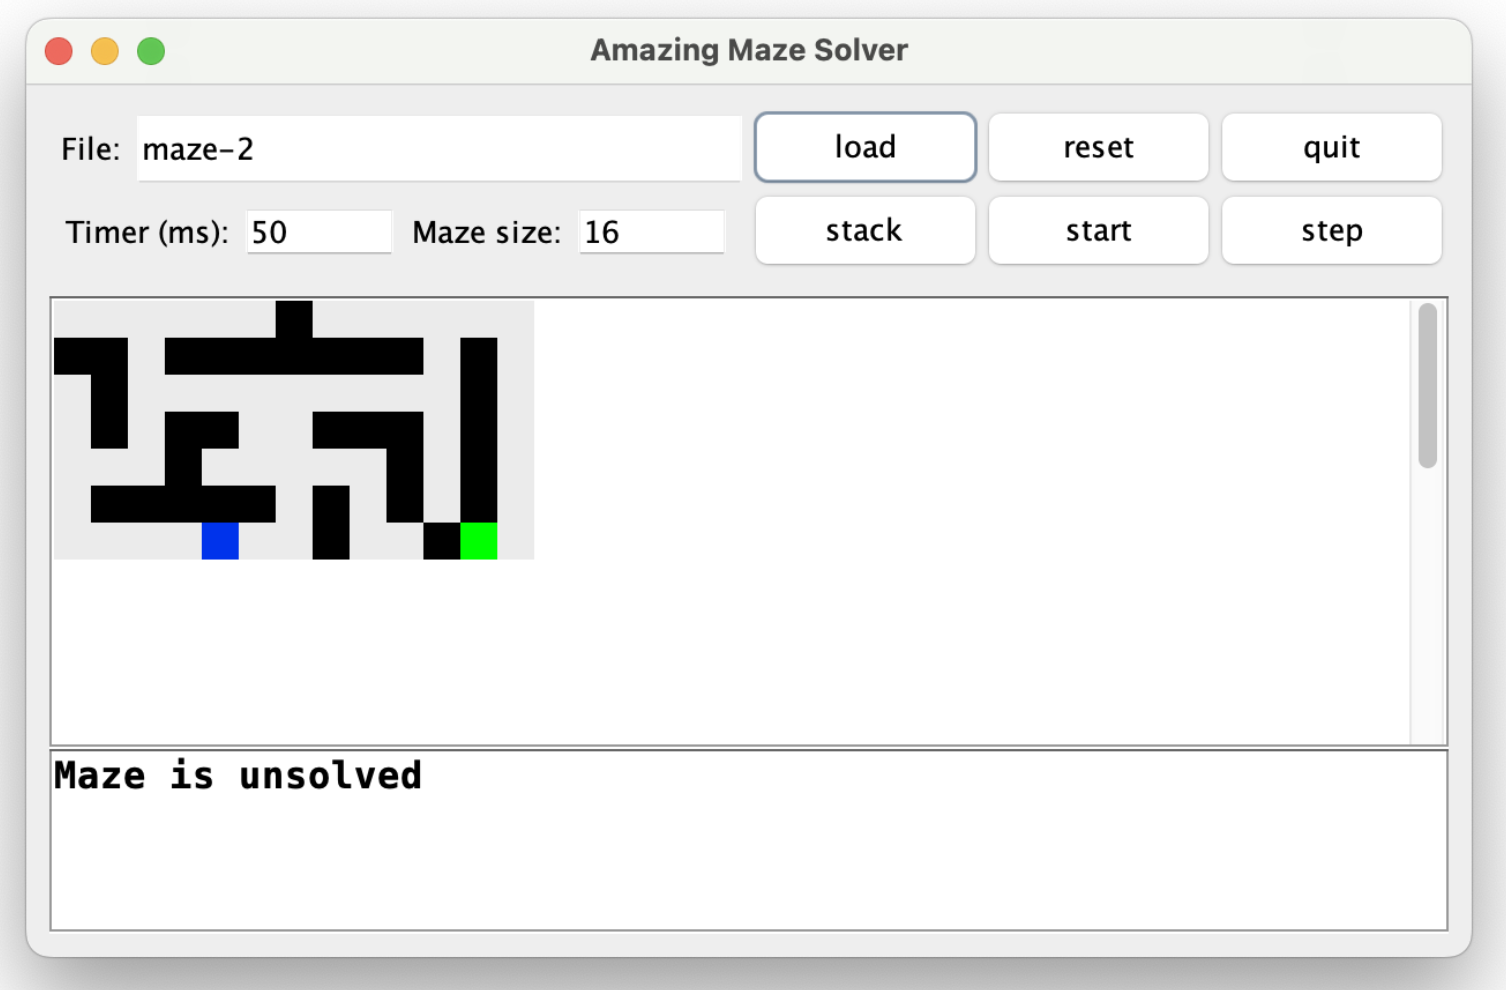 Amazing Maze Solver
File: maze-2 load reset quit
Timer (ms): 50 Maze size: 16 stack start step
Maze is unsolved